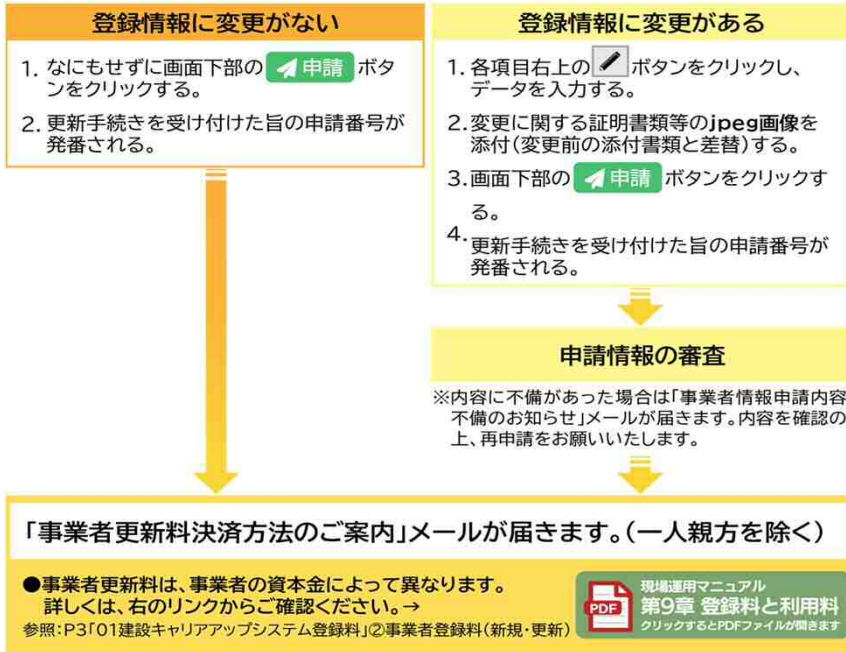 登録情報に変更がない
1. なにもせずに画面下部の 申請 ボタ
ンをクリックする。
2. 更新手続きを受け付けた旨の申請番号が
発番される。
登録情報に変更がある
1. 各項目右上の ボタンをクリックし、
データを入力する。
2. 変更に関する証明書類等のjpeg画像を
添付(変更前の添付書類と差替)する。
3. 画面下部の 申請 ボタンをクリックす
る。
4. 更新手続きを受け付けた旨の申請番号が
発番される。
申請情報の審査
※内容に不備があった場合は「事業者情報申請内容
不備のお知らせ」メールが届きます。内容を確認の
上、再申請をお願いいたします。
「事業者更新料決済方法のご案内」メールが届きます。(一人親方を除く)
●事業者更新料は、事業者の資本金によって異なります。
詳しくは、右のリンクからご確認ください。→
参照:P3「01建設キャリアアップシステム登録料」②事業者登録料(新規・更新)
PDF
現場運用マニュアル
第9章 登録料と利用料
クリックするとPDFファイルが開きます